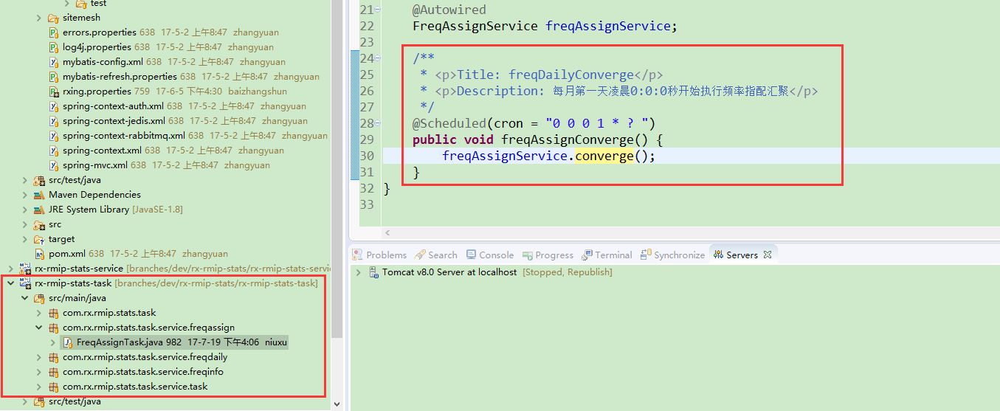 test
sitemesh
errors.properties 638 17-5-2 上午8:47 zhangyuan
log4j.properties 638 17-5-2 上午8:47 zhangyuan
mybatis-config.xml 638 17-5-2 上午8:47 zhangyuan
mybatis-refresh.properties 638 17-5-2 上午8:47 zhangyuan
rxing.properties 759 17-6-5 下午4:30 baizhangshun
spring-context-auth.xml 638 17-5-2 上午8:47 zhangyuan
spring-context-jedis.xml 638 17-5-2 上午8:47 zhangyuan
spring-context-rabbitmq.xml 638 17-5-2 上午8:47 zhangyuan
spring-context.xml 638 17-5-2 上午8:47 zhangyuan
spring-mvc.xml 638 17-5-2 上午8:47 zhangyuan
src/test/java
Maven Dependencies
JRE System Library [JavaSE-1.8]
src
target
pom.xml 638 17-5-2 上午8:47 zhangyuan
rx-rmip-stats-service [branches/dev/rx-rmip-stats/rx-rmip-stats-servic
rx-rmip-stats-task [branches/dev/rx-rmip-stats/rx-rmip-stats-task]
src/main/java
com.rx.rmip.stats.task
com.rx.rmip.stats.task.service.freqassign
FreqAssignTask.java 982 17-7-19 下午4:06 niuxu
com.rx.rmip.stats.task.service.freqdaily
com.rx.rmip.stats.task.service.freqinfo
com.rx.rmip.stats.task.service.task
src/test/java
21 @Autowired
22 FreqAssignService freqAssignService;
23
24 /**
25 * <p>Title: freqDailyConverge</p>
26 * <p>Description: 每月第一天凌晨0:0:0秒开始执行频率指配汇聚</p>
27 */
28 @Scheduled(cron = "0 0 0 1 * ? ")
29 public void freqAssignConverge() {
30 freqAssignService.converge();
31 }
32 }
33
Problems Search Console Progress Terminal Synchronize Servers
Tomcat v8.0 Server at localhost [Stopped, Republish]